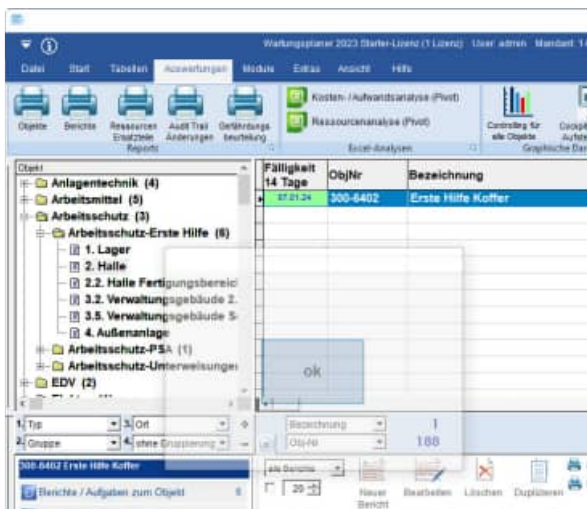 Wartungsplaner 2023 Starter-Lizenz (1 Lizenz) User: admin Mandant:
Datei Start Tabellen Auswertungen Module Extras Ansicht Hilfe
Objekte Berichte Ressourcen Ersatzteile Audit Trail Änderungen Gefährdungs beurteilung
Kosten-/Aufwandsanalyse (Pivot)
Ressourcenanalyse (Pivot)
Controlling für alle Objekte
Reports Excel-Analysen
Objekt
Anlagentechnik (4)
Arbeitsmittel (5)
Arbeitsschutz (3)
Arbeitsschutz-Erste Hilfe (6)
1. Lager
2. Halle
2.2. Halle Fertigungsbereic
3.2. Verwaltungsgebäude 2.
3.5. Verwaltungsgebäude S
4. Außenanlage
Arbeitsschutz-PSA (1)
Arbeitsschutz-Unterweisunge
EDV (2)
Fälligkeit 14 Tage ObjNr Bezeichnung
07.01.24 300-6402 Erste Hilfe Koffer
ok
1. Typ 3. Ort
2. Gruppe 4. ohne Gruppierung
Bezeichnung 1
Obj-Nr 188
300-6402 Erste Hilfe Koffer
Berichte / Aufgaben zum Objekt 6
alle Berichte
20
Neuer Bericht Bearbeiten Löschen Duplizieren